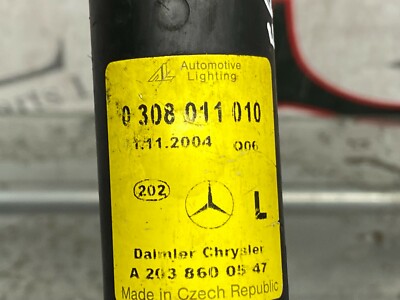 AL Automotive
Lighting
0 308 011 010
1.11.2004 006
202 L
Daimler Chrysler
A 203 860 05 47
Made in Czech Republic